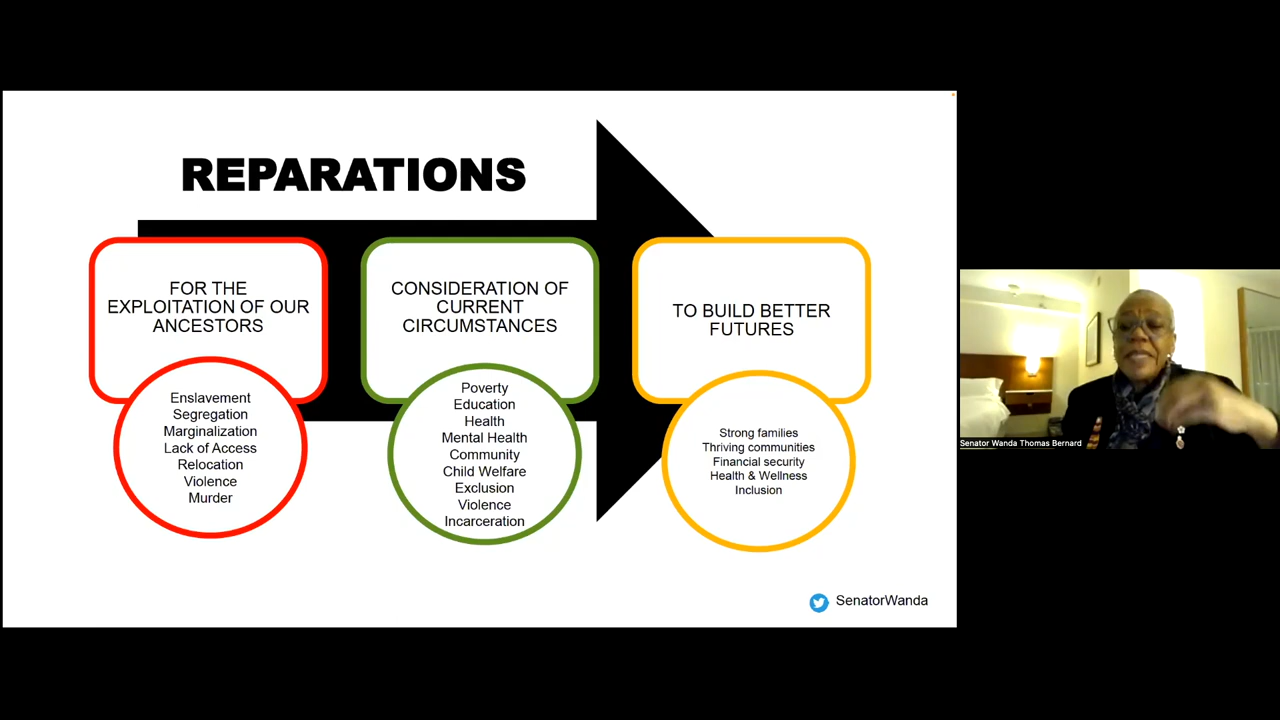 REPARATIONS
FOR THE
EXPLOITATION OF OUR
ANCESTORS
Enslavement
Segregation
Marginalization
Lack of Access
Relocation
Violence
Murder
CONSIDERATION OF
CURRENT
CIRCUMSTANCES
Poverty
Education
Health
Mental Health
Community
Child Welfare
Exclusion
Violence
Incarceration
TO BUILD BETTER
FUTURES
Strong families
Thriving communities
Financial security
Health & Wellness
Inclusion
SenatorWanda
Senator Wanda Thomas Bernard